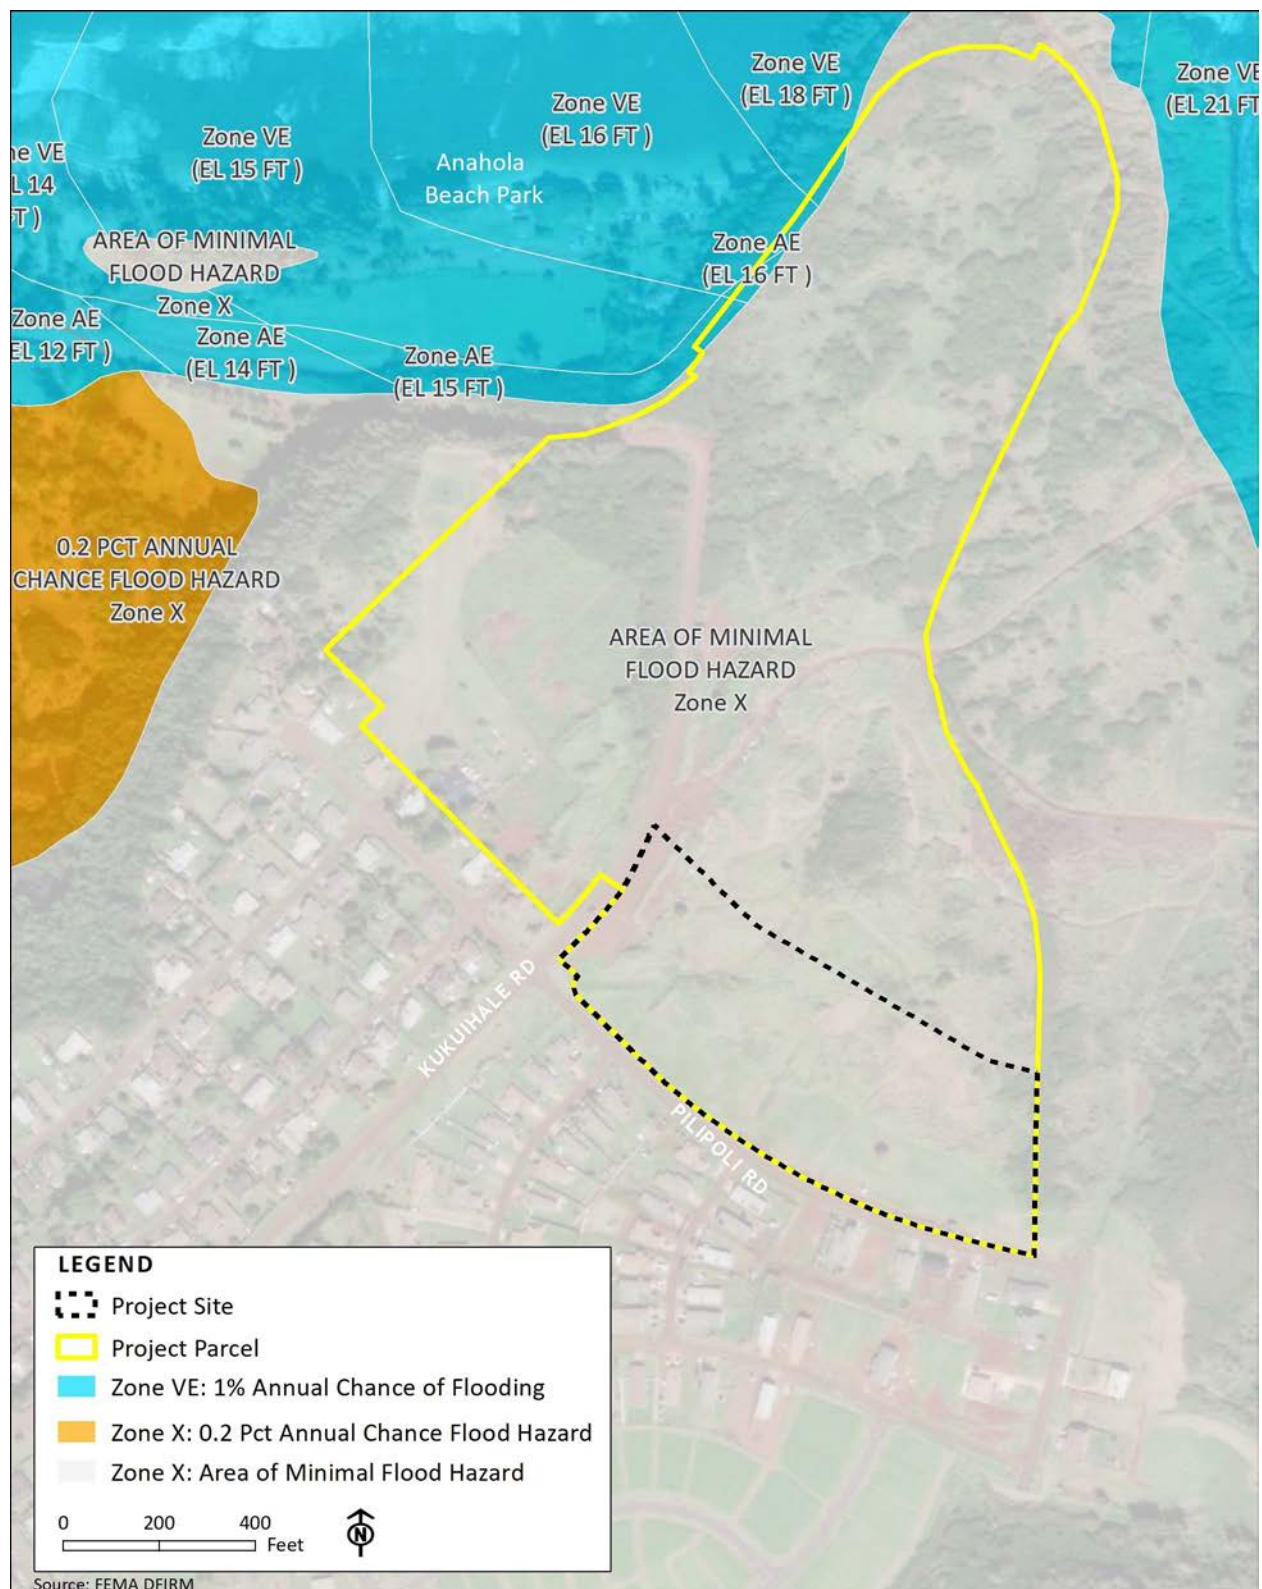 Zone VE
(EL 18 FT )
Zone VE
(EL 21 FT
Zone VE
(EL 16 FT )
Zone VE
(EL 15 FT )
ne VE
L 14
FT )
Anahola
Beach Park
AREA OF MINIMAL
FLOOD HAZARD
Zone X
Zone AE
(EL 16 FT )
Zone AE
EL 12 FT )
Zone AE
(EL 14 FT )
Zone AE
(EL 15 FT )
0.2 PCT ANNUAL
CHANCE FLOOD HAZARD
Zone X
AREA OF MINIMAL
FLOOD HAZARD
Zone X
KUKUIHALE RD
PILIPOLI RD
LEGEND
Project Site
Project Parcel
Zone VE: 1% Annual Chance of Flooding
Zone X: 0.2 Pct Annual Chance Flood Hazard
Zone X: Area of Minimal Flood Hazard
0 200 400
Feet
N
Source: FEMA DFIRM